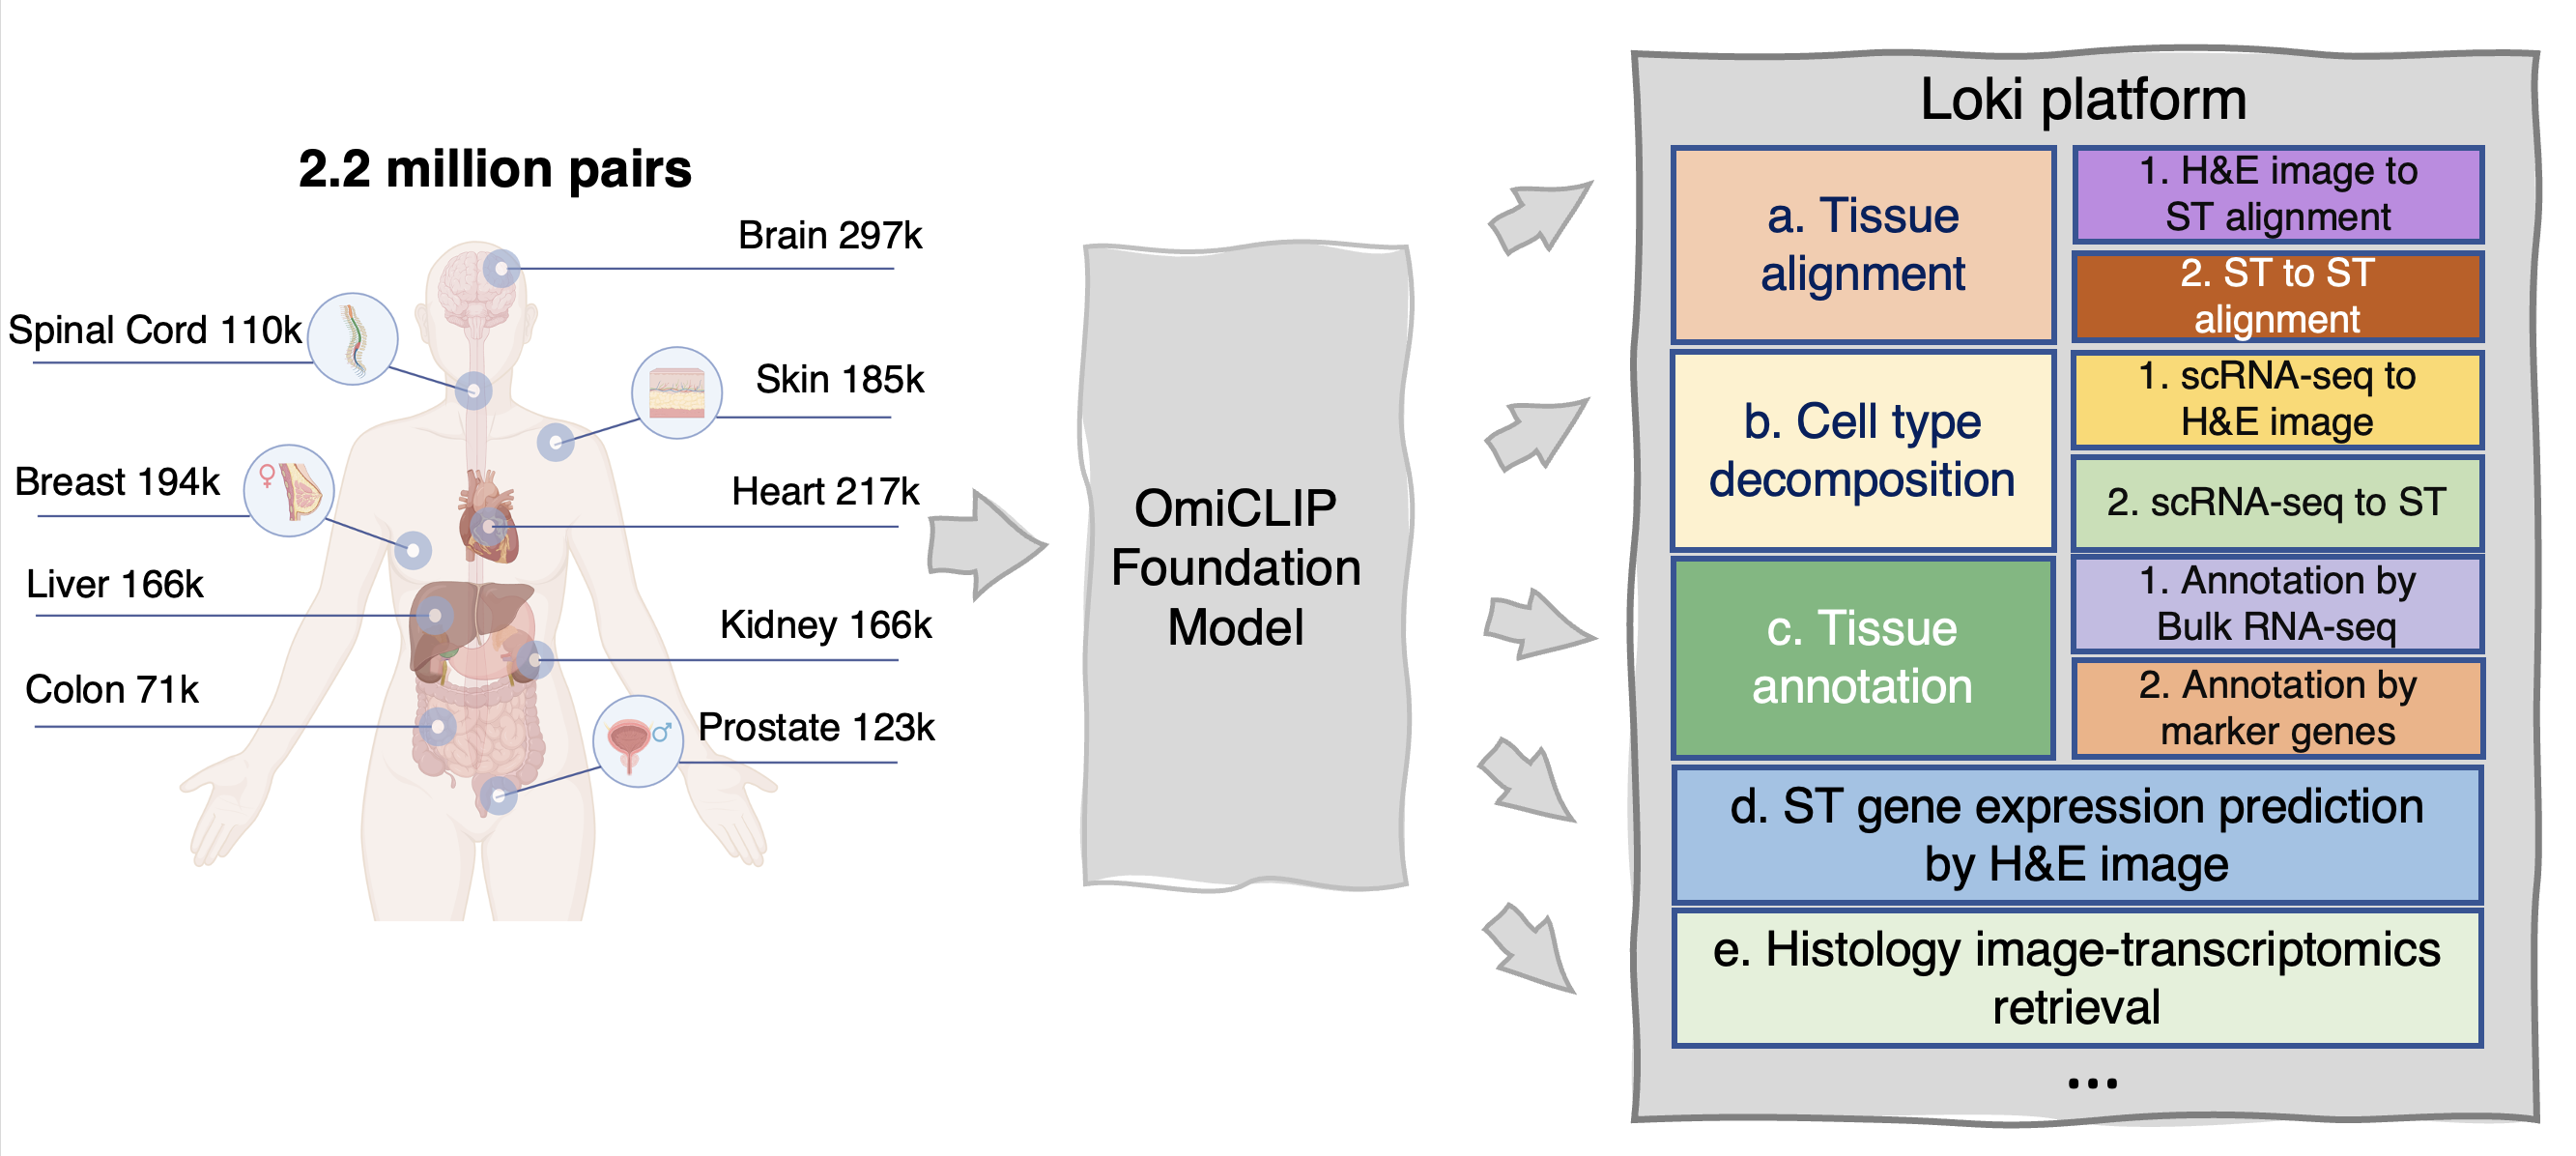 2.2 million pairs
Brain 297k
Spinal Cord 110k
Skin 185k
Breast 194k
Heart 217k
Liver 166k
Kidney 166k
Colon 71k
Prostate 123k
OmiCLIP
Foundation
Model
Loki platform
a. Tissue
alignment
1. H&E image to
ST alignment
2. ST to ST
alignment
b. Cell type
decomposition
1. scRNA-seq to
H&E image
2. scRNA-seq to ST
c. Tissue
annotation
1. Annotation by
Bulk RNA-seq
2. Annotation by
marker genes
d. ST gene expression prediction
by H&E image
e. Histology image-transcriptomics
retrieval
...